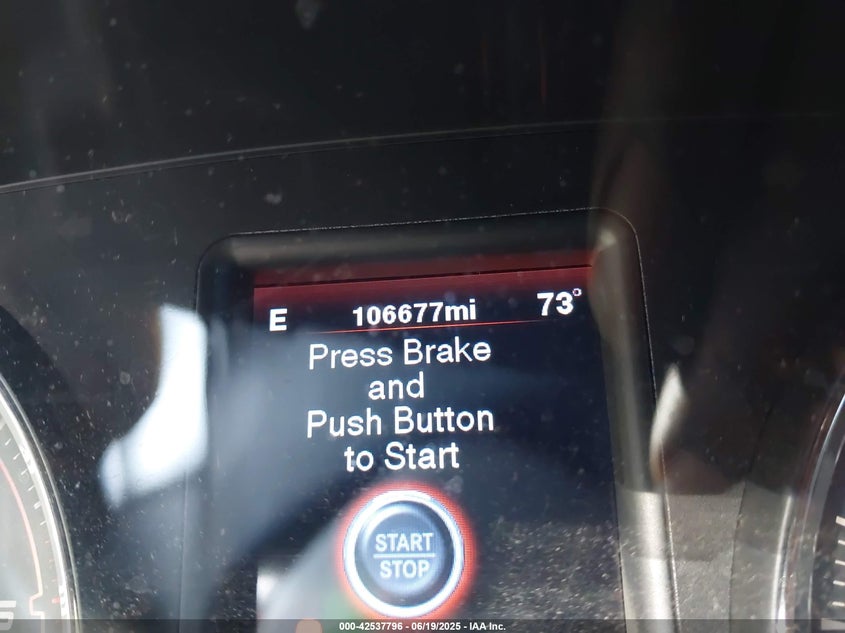 E 106677mi 73°
Press Brake
and
Push Button
to Start
START
STOP
000-42537796 - 06/19/2025 - IAA Inc.